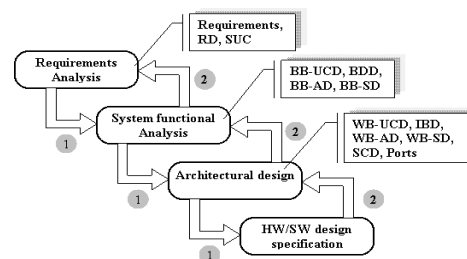 Requirements,
RD, SUC
Requirements
Analysis
2
BB-UCD, BDD,
BB-AD, BB-SD
1
System functional
Analysis
2
WB-UCD, IBD,
WB-AD, WB-SD,
SCD, Ports
1
Architectural design
2
1
HW/SW design
specification